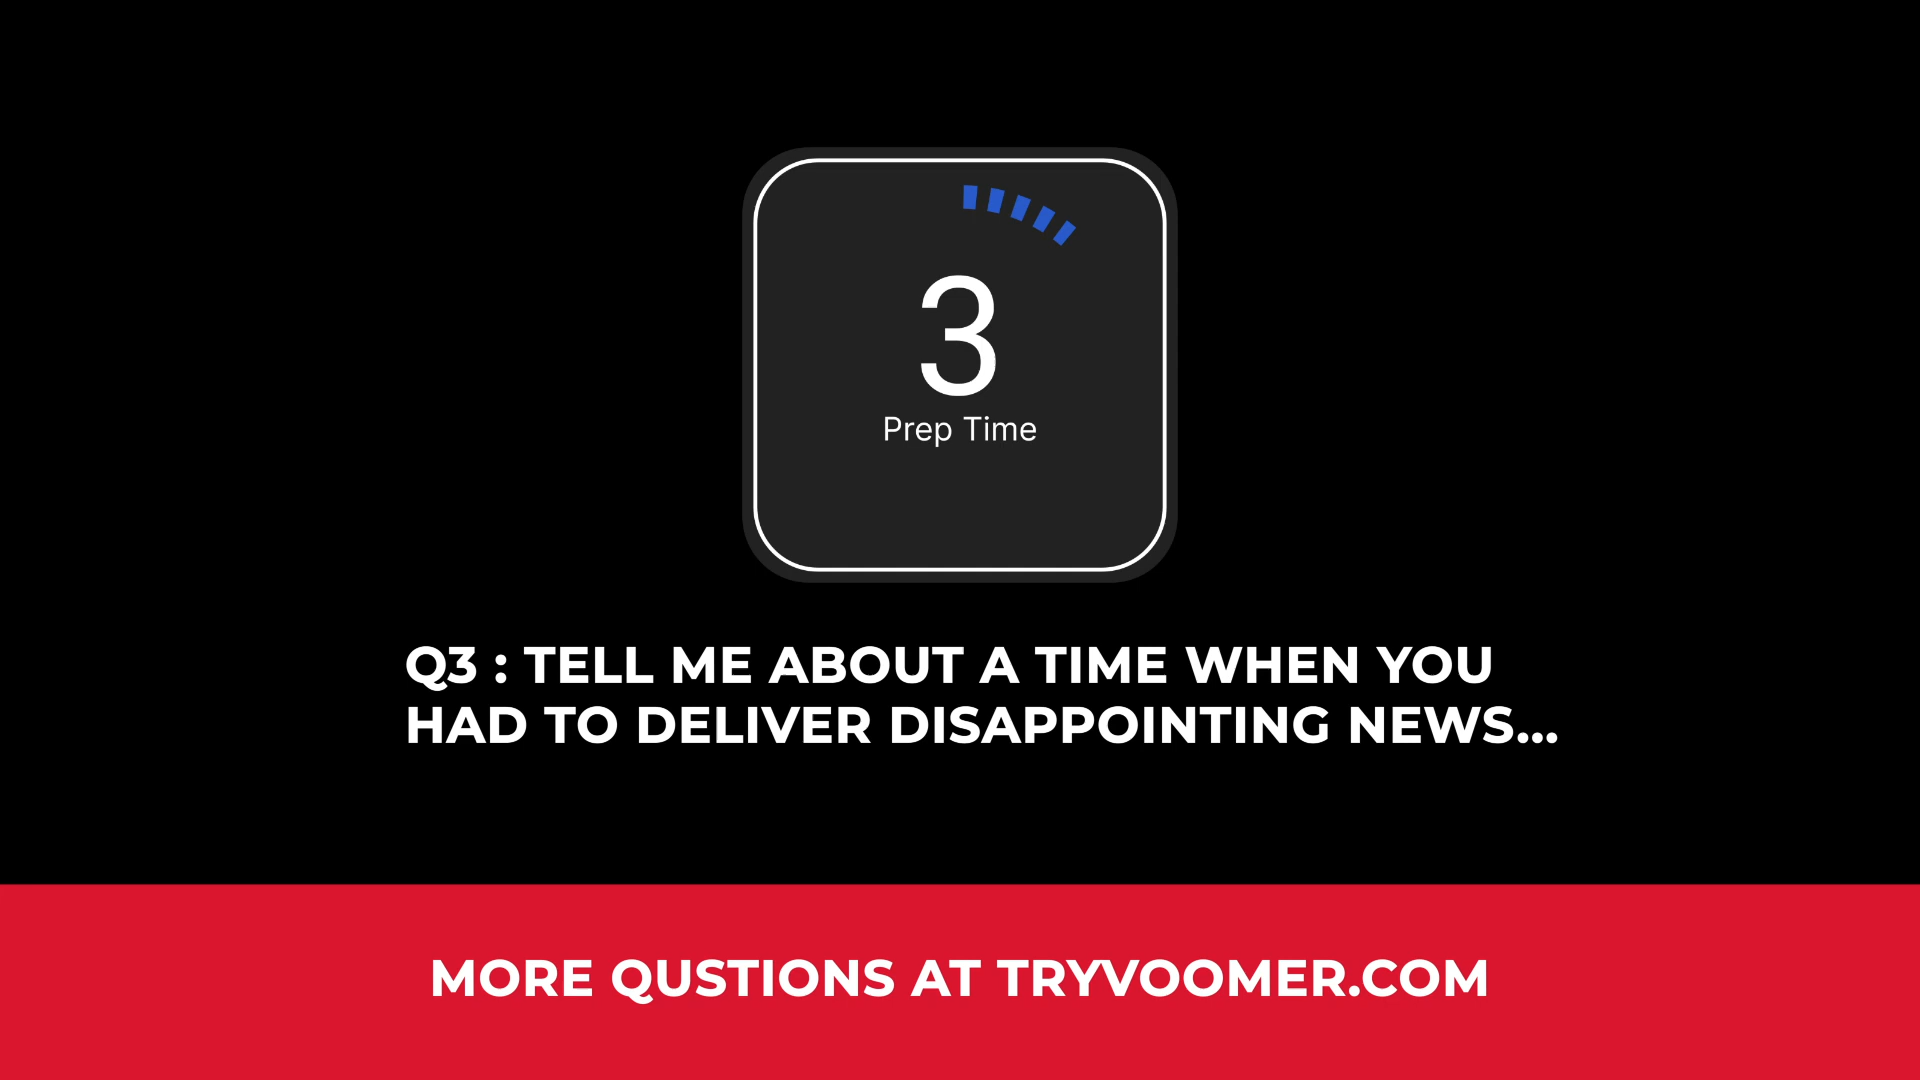 3
Prep Time
Q3 : TELL ME ABOUT A TIME WHEN YOU
HAD TO DELIVER DISAPPOINTING NEWS...
MORE QUSTIONS AT TRYVOOMER.COM